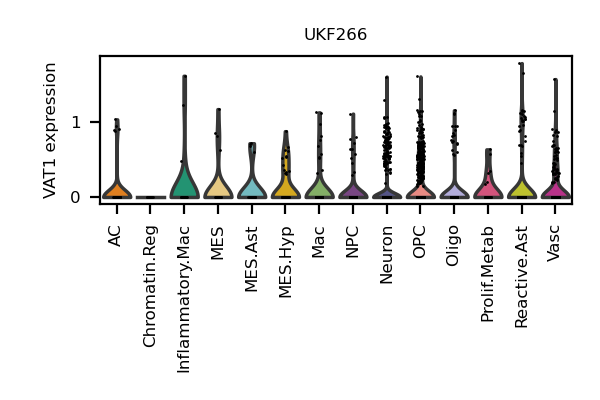 UKF266
VAT1 expression
1
0
AC
Chromatin.Reg
Inflammatory.Mac
MES
MES.Ast
MES.Hyp
Mac
NPC
Neuron
OPC
Oligo
Prolif.Metab
Reactive.Ast
Vasc